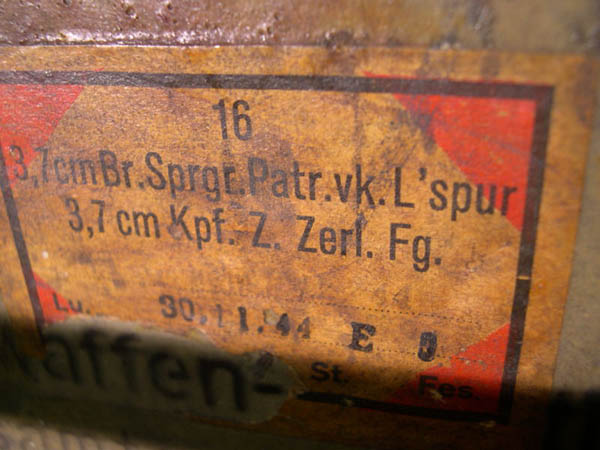 16
3,7cm Br.Sprgr.Patr.vk.L'spur
3,7 cm Kpf. Z. Zerl. Fg.
30.11.44 E 9
St. Fes.
Waffen-